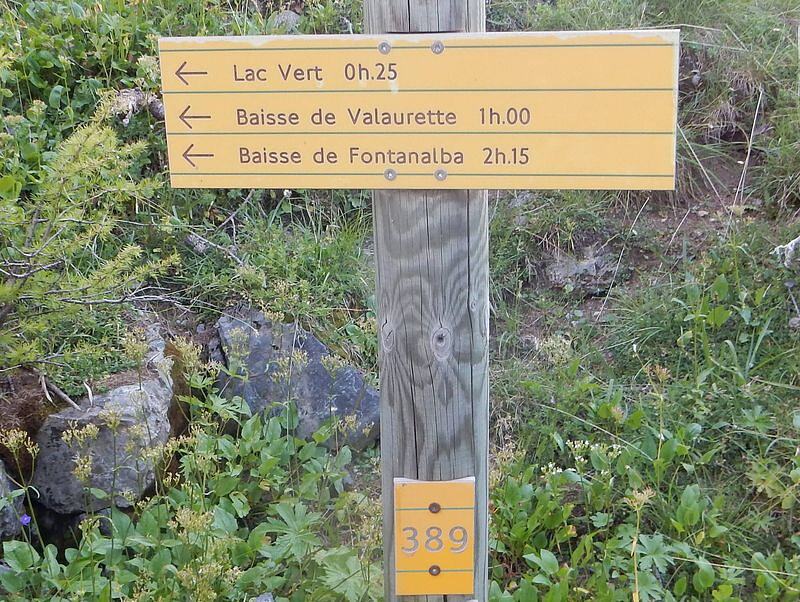 ← Lac Vert 0h.25
← Baisse de Valaurette 1h.00
← Baisse de Fontanalba 2h.15
389